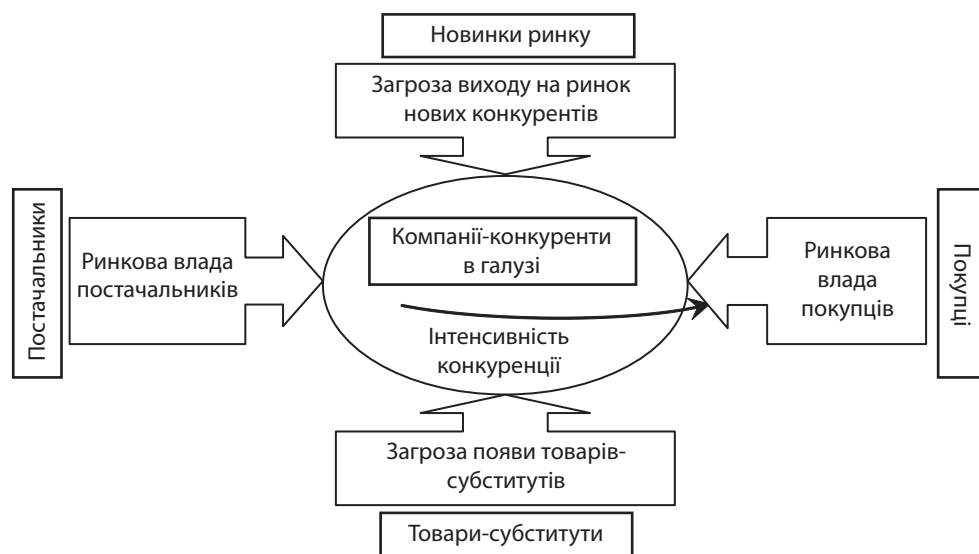 Новинки ринку
Загроза виходу на ринок
нових конкурентів
Постачальники
Ринкова влада
постачальників
Компанії-конкуренти
в галузі
Інтенсивність
конкуренції
Ринкова
влада
покупців
Покупці
Загроза появи товарів-
субститутів
Товари-субститути